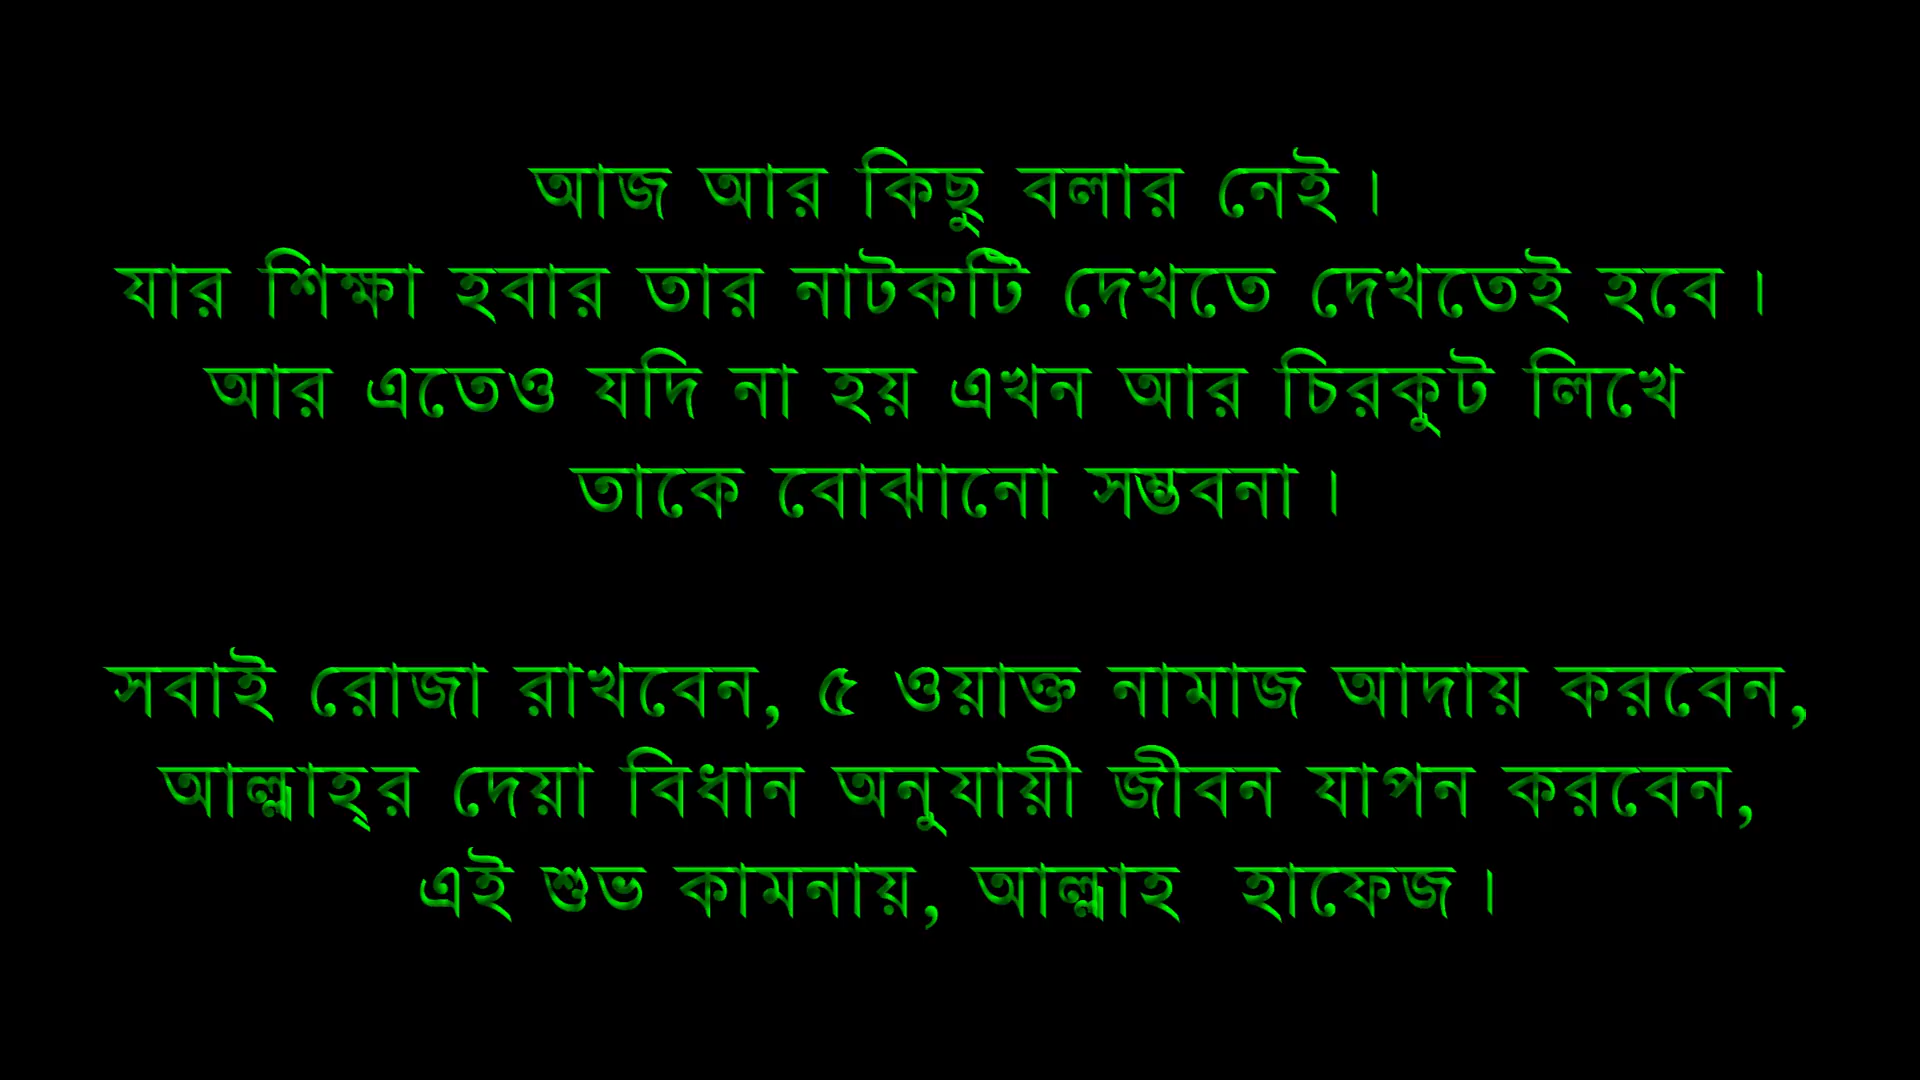 আজ আর কিছু বলার নেই।
যার শিক্ষা হবার তার নাটকটি দেখতে দেখতেই হবে।
আর এতেও যদি না হয় এখন আর চিরকুট লিখে
তাকে বোঝানো সম্ভবনা।
সবাই রোজা রাখবেন, ৫ ওয়াক্ত নামাজ আদায় করবেন,
আল্লাহ্‌র দেয়া বিধান অনুযায়ী জীবন যাপন করবেন,
এই শুভ কামনায়, আল্লাহ  হাফেজ।